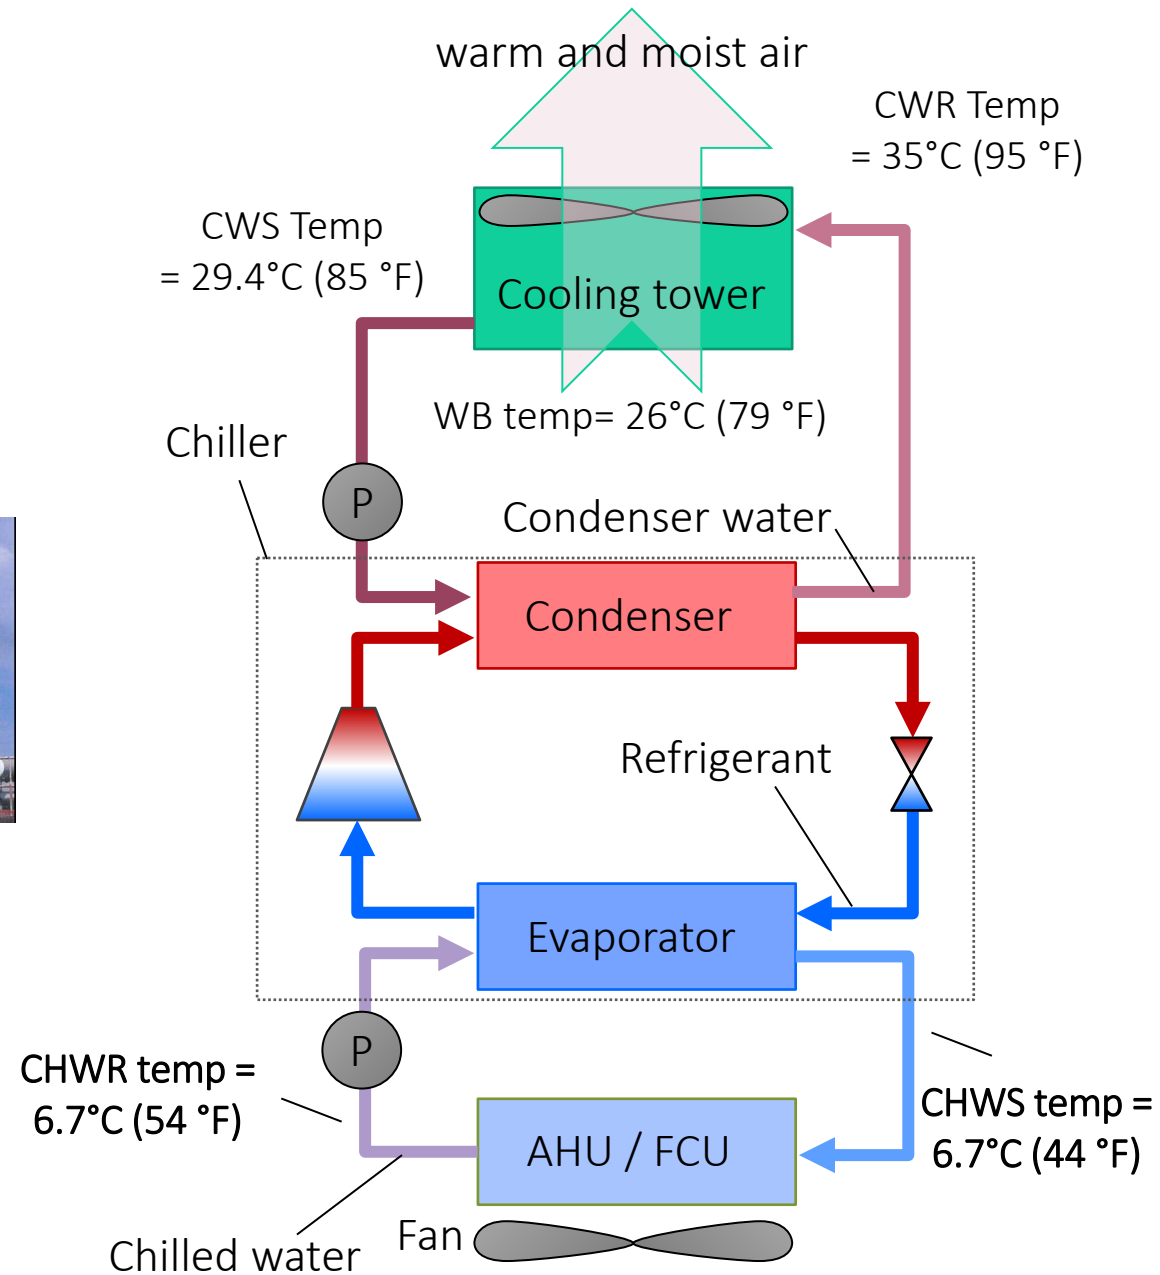 warm and moist air
CWR Temp
= 35°C (95 °F)
CWS Temp
= 29.4°C (85 °F)
Cooling tower
WB temp= 26°C (79 °F)
Chiller
P
Condenser water
Condenser
Refrigerant
Evaporator
P
CHWR temp =
6.7°C (54 °F)
CHWS temp =
6.7°C (44 °F)
AHU / FCU
Fan
Chilled water